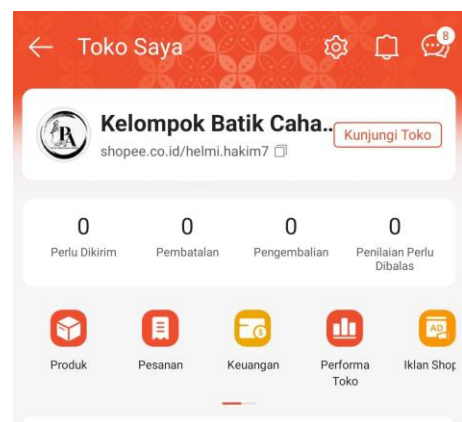 Toko Saya
8
Kelompok Batik Caha..
Kunjungi Toko
shopee.co.id/helmi.hakim7
0
0
0
0
Perlu Dikirim
Pembatalan
Pengembalian
Penilaian Perlu
Dibalas
AD
Produk
Pesanan
Keuangan
Performa
Toko
Iklan Shop